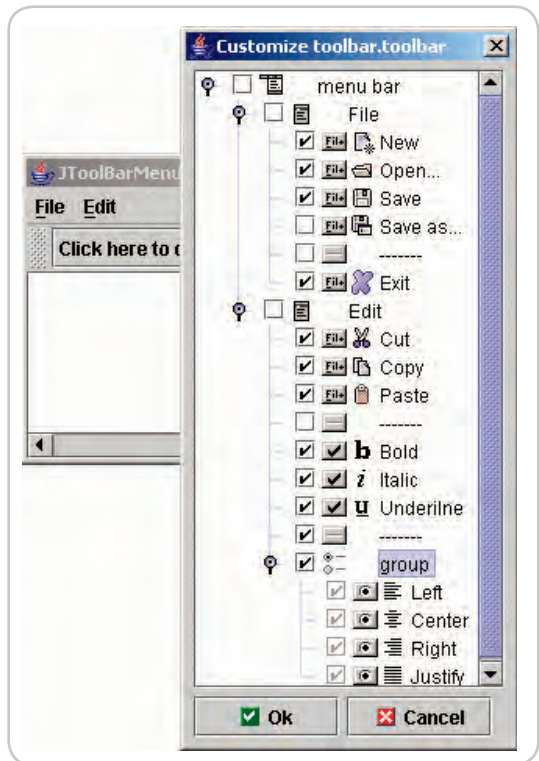 Customize toolbar.toolbar
menu bar
File
New
Open...
Save
Save as...
-------
Exit
Edit
Cut
Copy
Paste
-------
b Bold
i Italic
u Underilne
-------
group
Left
Center
Right
Justify
Ok Cancel
JToolBarMenu
File Edit
Click here to